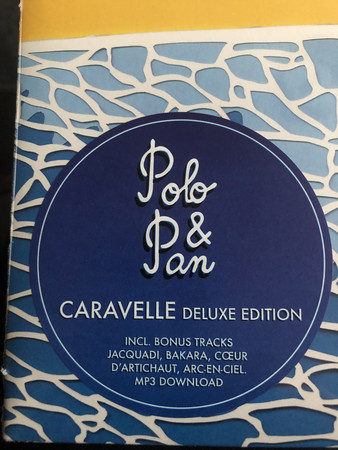 Polo
&
Pan
CARAVELLE DELUXE EDITION
INCL. BONUS TRACKS
JACQUADI, BAKARA, CŒUR
D'ARTICHAUT, ARC-EN-CIEL.
MP3 DOWNLOAD